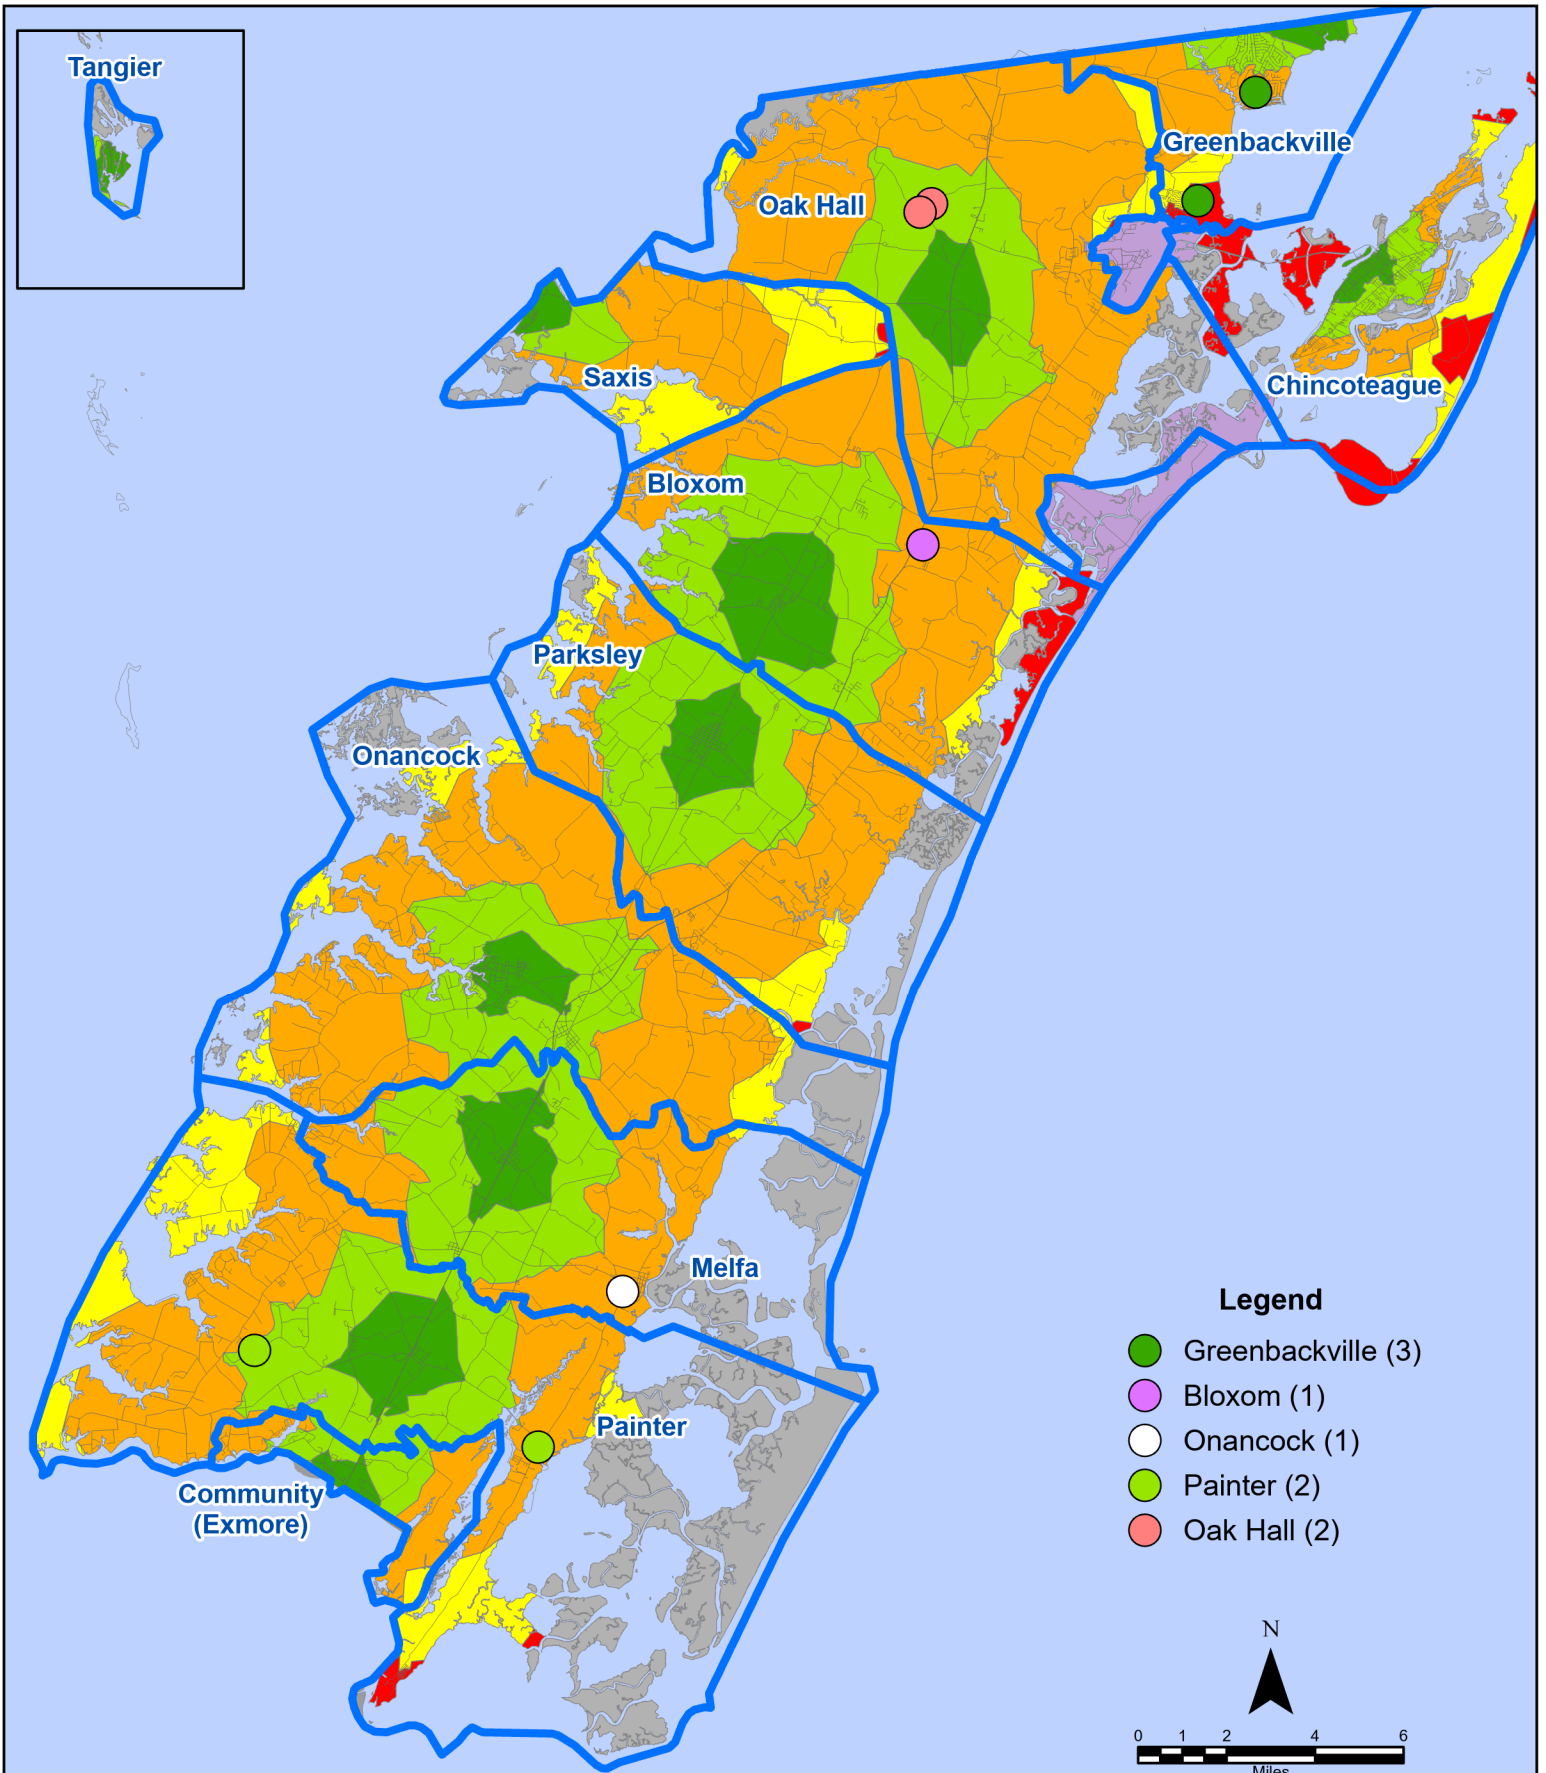 Tangier
Greenbackville
Oak Hall
Saxis
Chincoteague
Bloxom
Parksley
Onancock
Melfa
Painter
Community
(Exmore)
Legend
Greenbackville (3)
Bloxom (1)
Onancock (1)
Painter (2)
Oak Hall (2)
N
0 1 2 4 6
Miles